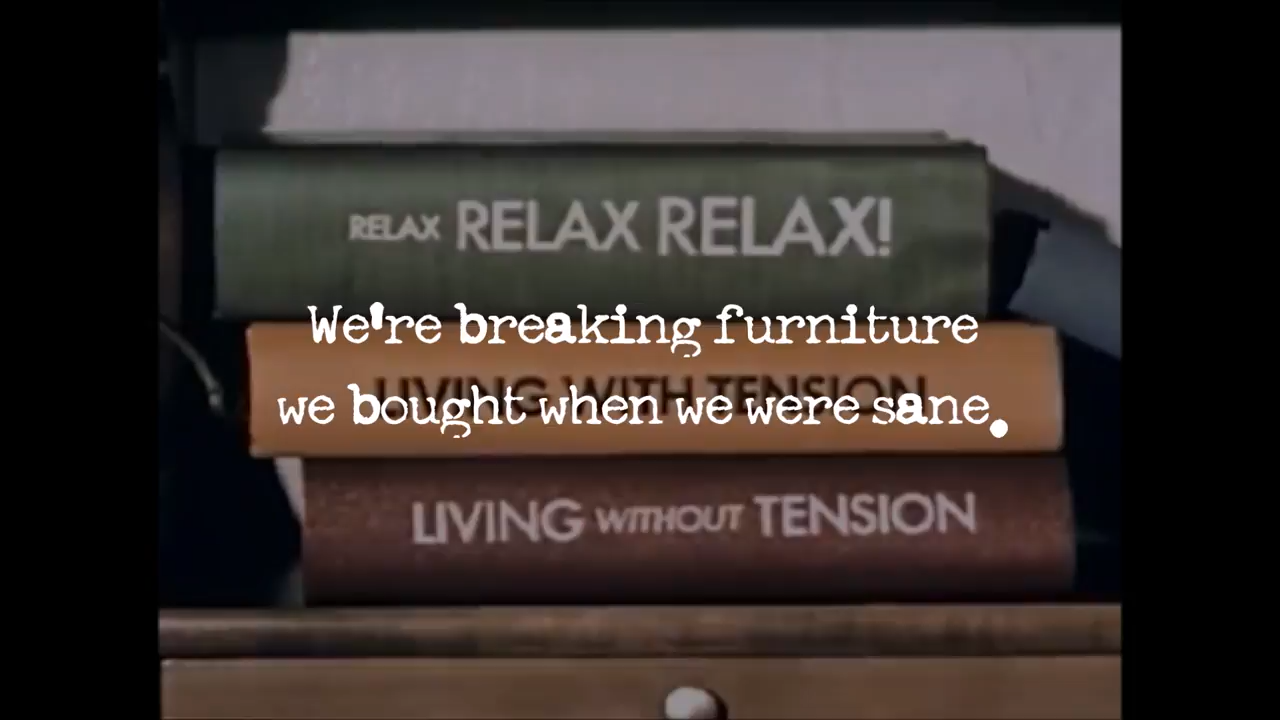 RELAX RELAX RELAX!
We're breaking furniture
LIVING WITH TENSION
we bought when we were sane.
LIVING WITHOUT TENSION